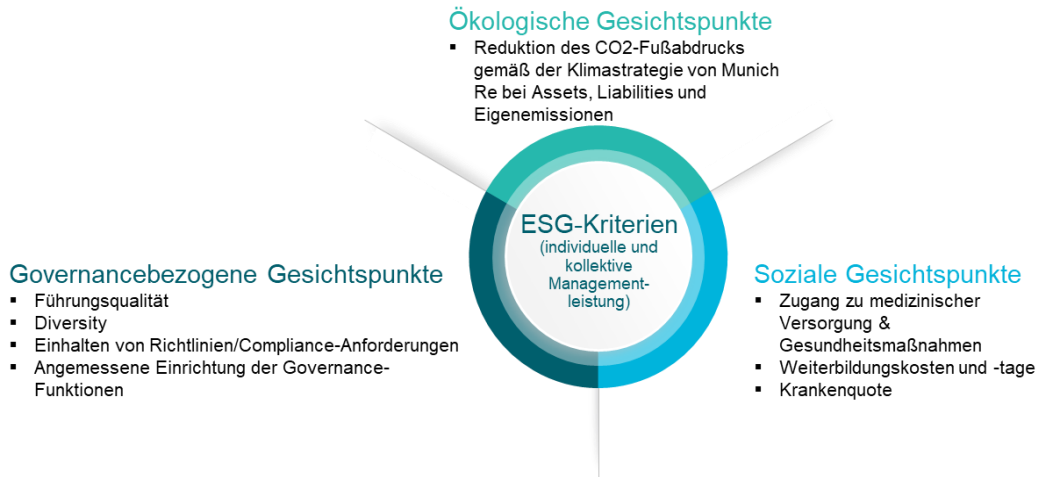 Ökologische Gesichtspunkte
▪ Reduktion des CO2-Fußabdrucks
gemäß der Klimastrategie von Munich
Re bei Assets, Liabilities und
Eigenemissionen
ESG-Kriterien
(individuelle und
kollektive
Management-
leistung)
Governancebezogene Gesichtspunkte
▪ Führungsqualität
▪ Diversity
▪ Einhalten von Richtlinien/Compliance-Anforderungen
▪ Angemessene Einrichtung der Governance-
Funktionen
Soziale Gesichtspunkte
▪ Zugang zu medizinischer
Versorgung &
Gesundheitsmaßnahmen
▪ Weiterbildungskosten und -tage
▪ Krankenquote